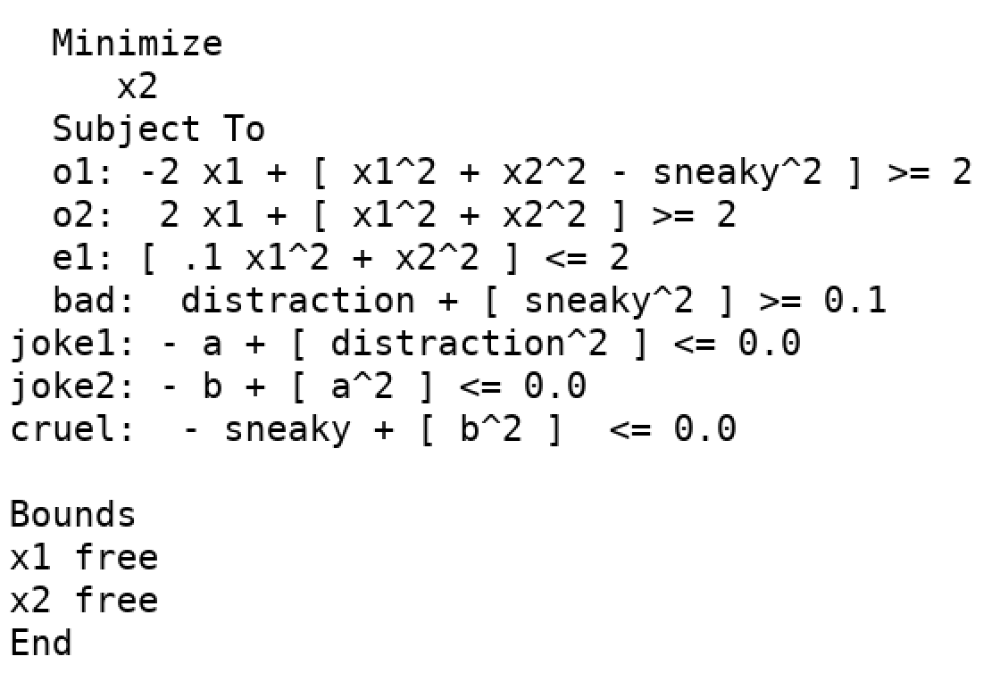 Minimize
x2
Subject To
o1: -2 x1 + [ x1^2 + x2^2 - sneaky^2 ] >= 2
o2:  2 x1 + [ x1^2 + x2^2 ] >= 2
e1: [ .1 x1^2 + x2^2 ] <= 2
bad:  distraction + [ sneaky^2 ] >= 0.1
joke1: - a + [ distraction^2 ] <= 0.0
joke2: - b + [ a^2 ] <= 0.0
cruel:  - sneaky + [ b^2 ]  <= 0.0
Bounds
x1 free
x2 free
End